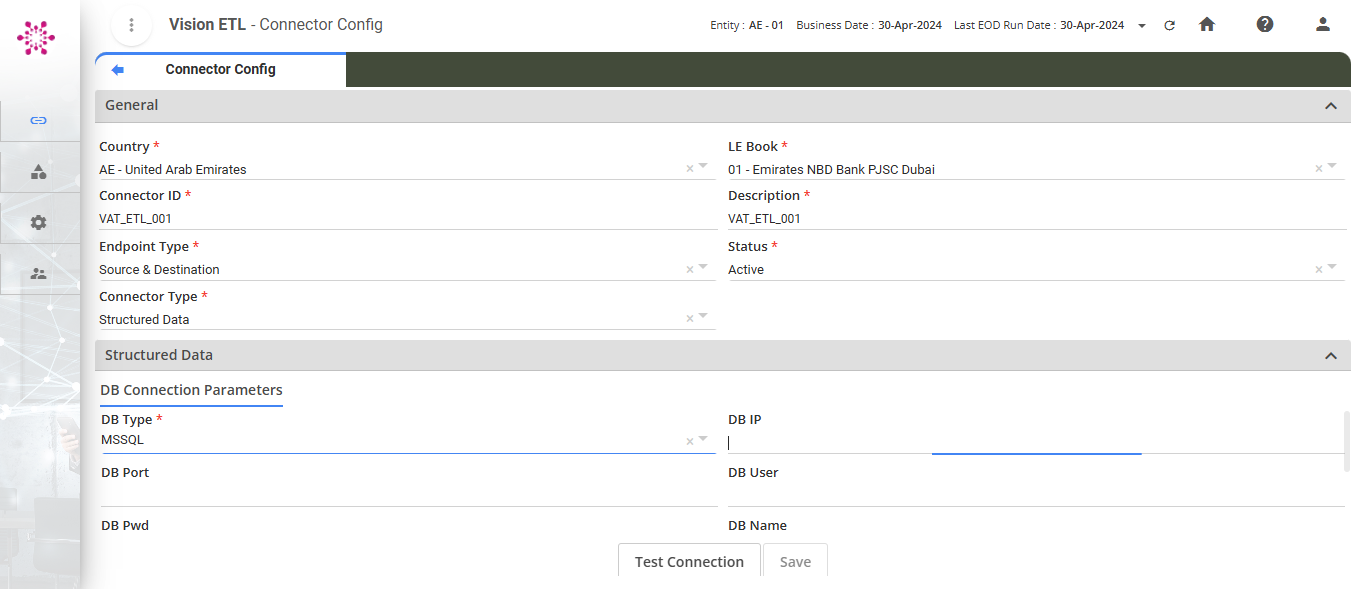 Vision ETL - Connector Config
Entity : AE - 01 Business Date : 30-Apr-2024 Last EOD Run Date : 30-Apr-2024
Connector Config
General
Country * LE Book *
AE - United Arab Emirates 01 - Emirates NBD Bank PJSC Dubai
Connector ID * Description *
VAT_ETL_001 VAT_ETL_001
Endpoint Type * Status *
Source & Destination Active
Connector Type *
Structured Data
Structured Data
DB Connection Parameters
DB Type * DB IP
MSSQL
DB Port DB User
DB Pwd DB Name
Test Connection Save